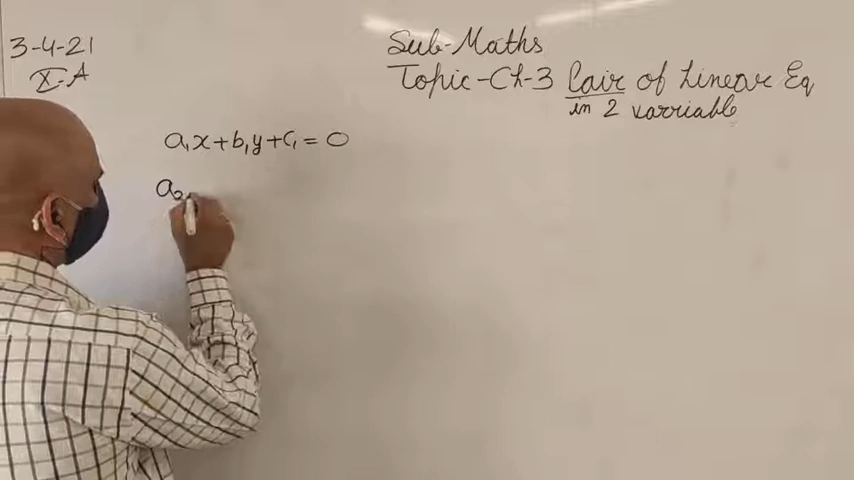 3-4-21
X-A
Sub-Maths
Topic-Ch-3 Pair of Linear Eq
in 2 varriable
a₁x+b₁y+c₁=0
a₂